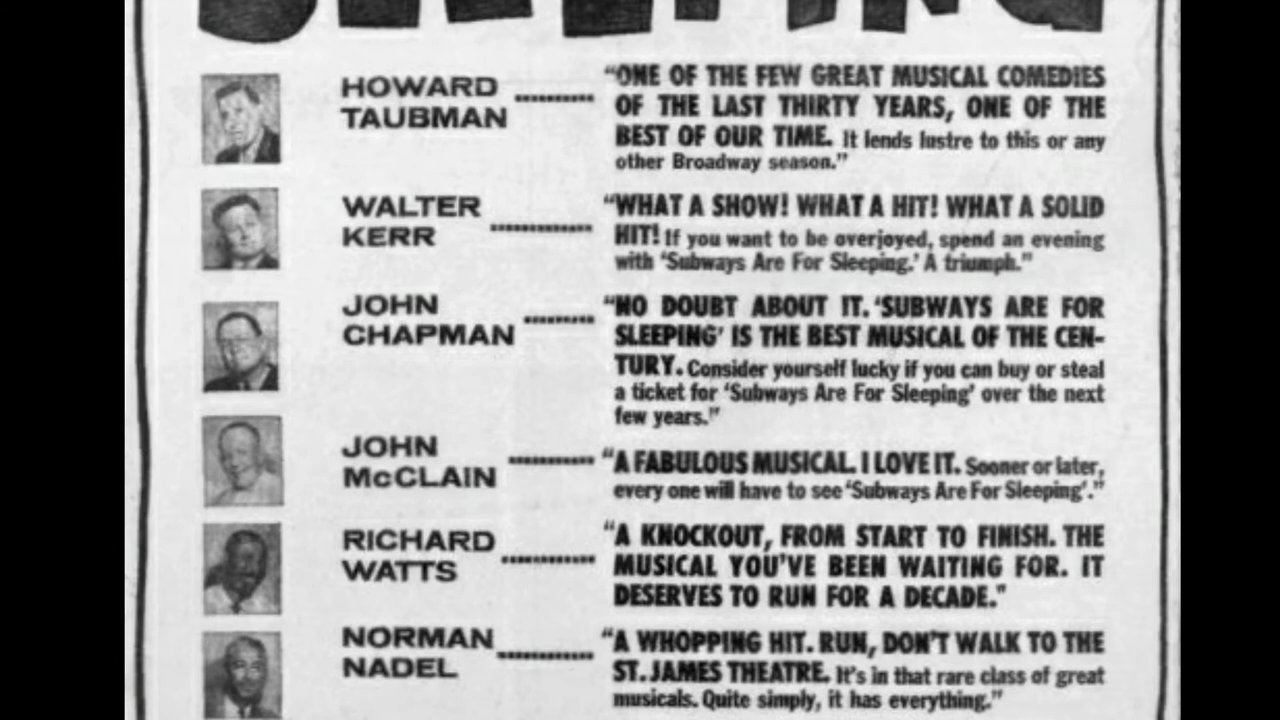 SLEEPING
HOWARD
TAUBMAN
“ONE OF THE FEW GREAT MUSICAL COMEDIES
OF THE LAST THIRTY YEARS, ONE OF THE
BEST OF OUR TIME. It lends lustre to this or any
other Broadway season.”
WALTER
KERR
“WHAT A SHOW! WHAT A HIT! WHAT A SOLID
HIT! If you want to be overjoyed, spend an evening
with ‘Subways Are For Sleeping.’ A triumph.”
JOHN
CHAPMAN
“NO DOUBT ABOUT IT. ‘SUBWAYS ARE FOR
SLEEPING’ IS THE BEST MUSICAL OF THE CEN-
TURY. Consider yourself lucky if you can buy or steal
a ticket for ‘Subways Are For Sleeping’ over the next
few years.”
JOHN
McCLAIN
“A FABULOUS MUSICAL. I LOVE IT. Sooner or later,
every one will have to see ‘Subways Are For Sleeping’.”
RICHARD
WATTS
“A KNOCKOUT, FROM START TO FINISH. THE
MUSICAL YOU’VE BEEN WAITING FOR. IT
DESERVES TO RUN FOR A DECADE.”
NORMAN
NADEL
“A WHOPPING HIT. RUN, DON’T WALK TO THE
ST. JAMES THEATRE. It’s in that rare class of great
musicals. Quite simply, it has everything.”